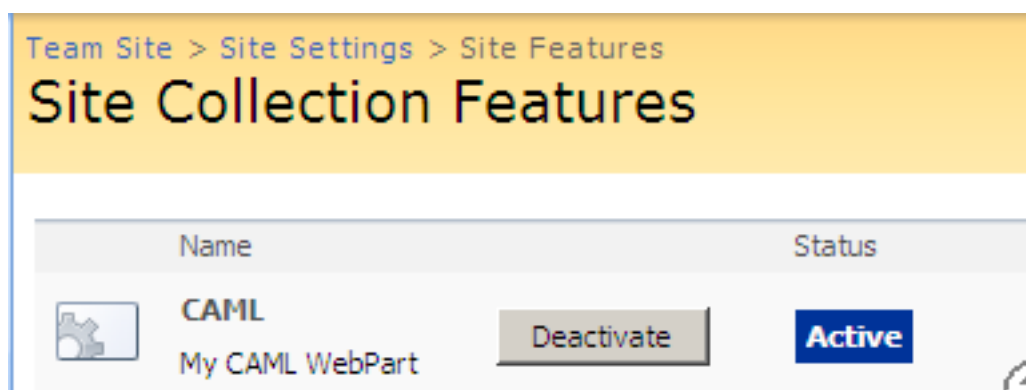 Team Site > Site Settings > Site Features
Site Collection Features
Name Status
CAML
Deactivate Active
My CAML WebPart